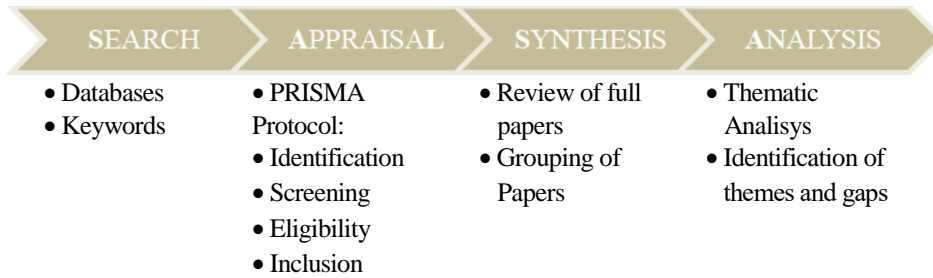 SEARCH
APPRAISAL
SYNTHESIS
ANALYSIS
• Databases
• Keywords
• PRISMA
Protocol:
• Identification
• Screening
• Eligibility
• Inclusion
• Review of full
papers
• Grouping of
Papers
• Thematic
Analisys
• Identification of
themes and gaps